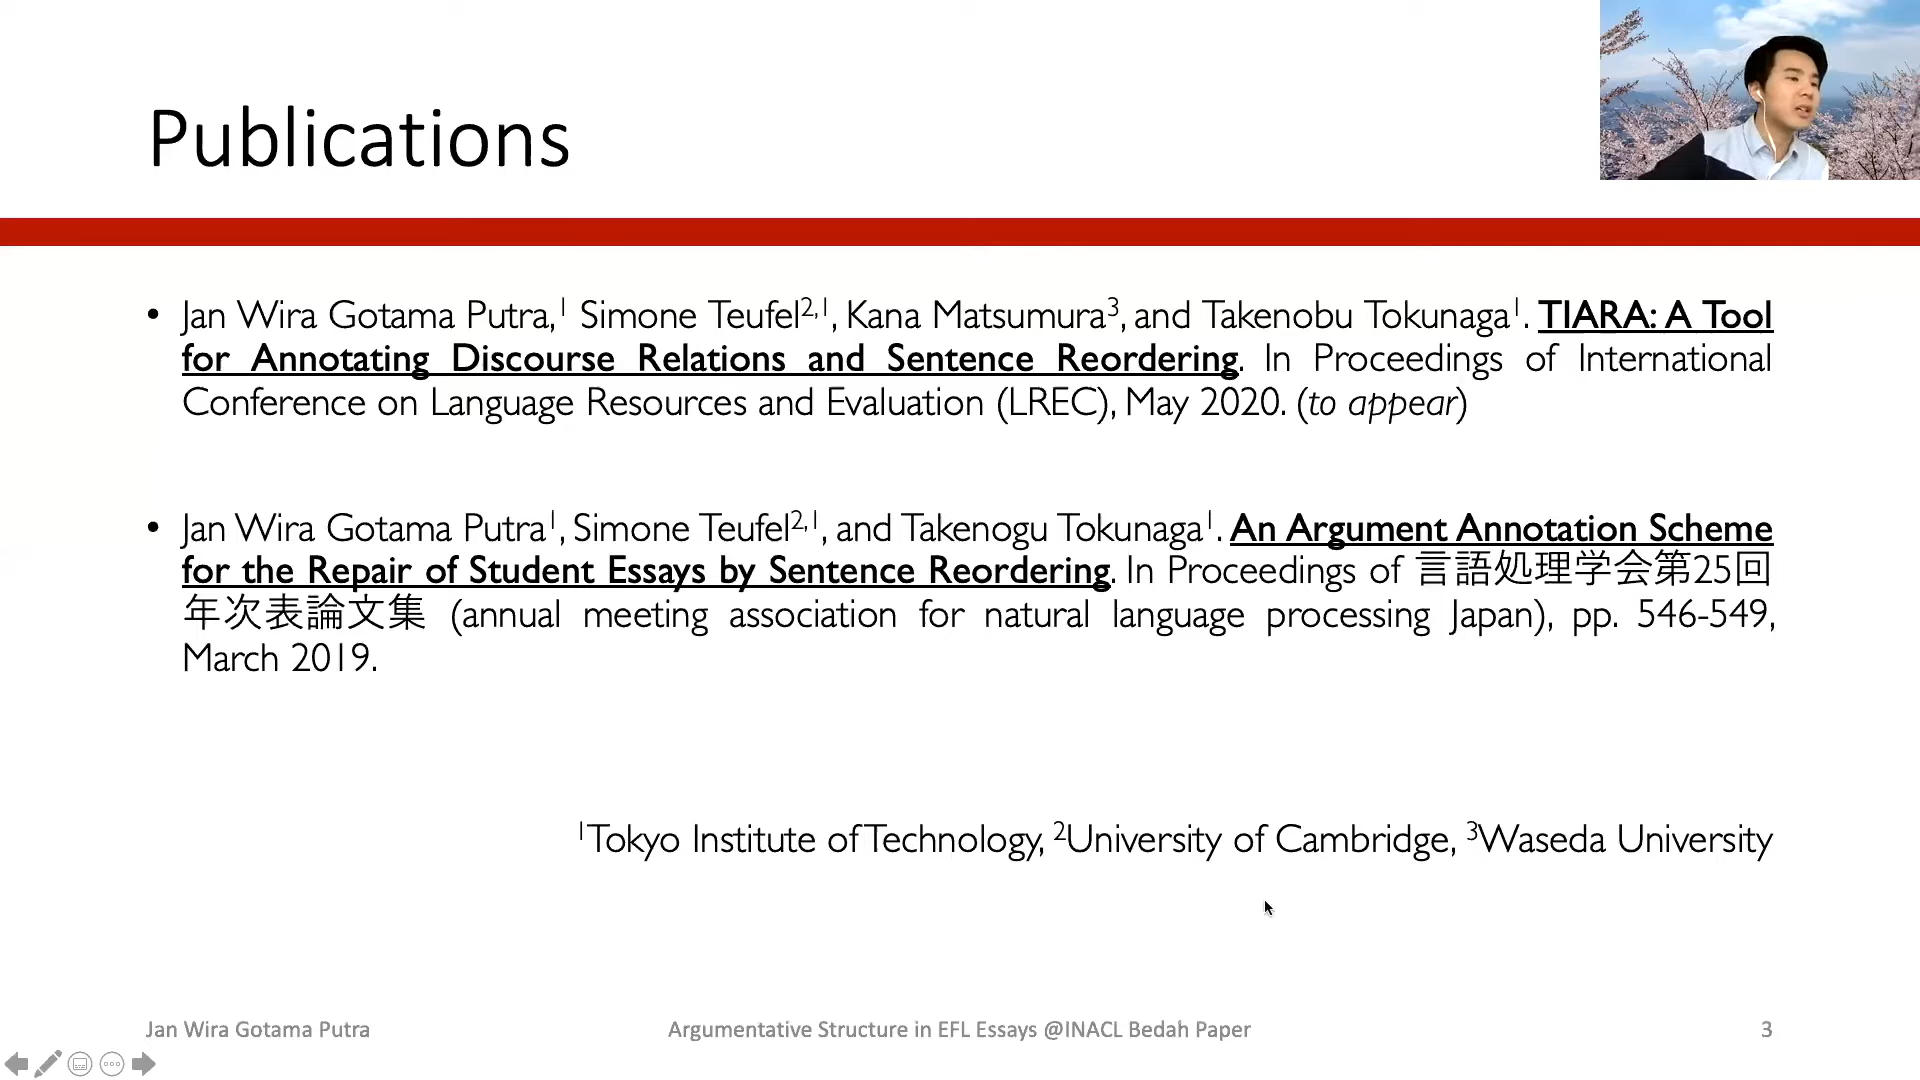 Publications
• Jan Wira Gotama Putra,¹ Simone Teufel²,¹, Kana Matsumura³, and Takenobu Tokunaga¹. TIARA: A Tool
for Annotating Discourse Relations and Sentence Reordering. In Proceedings of International
Conference on Language Resources and Evaluation (LREC), May 2020. (to appear)
• Jan Wira Gotama Putra¹, Simone Teufel²,¹, and Takenogu Tokunaga¹. An Argument Annotation Scheme
for the Repair of Student Essays by Sentence Reordering. In Proceedings of 言語処理学会第25回
年次表論文集 (annual meeting association for natural language processing Japan), pp. 546-549,
March 2019.
¹Tokyo Institute of Technology, ²University of Cambridge, ³Waseda University
Jan Wira Gotama Putra
Argumentative Structure in EFL Essays @INACL Bedah Paper
3